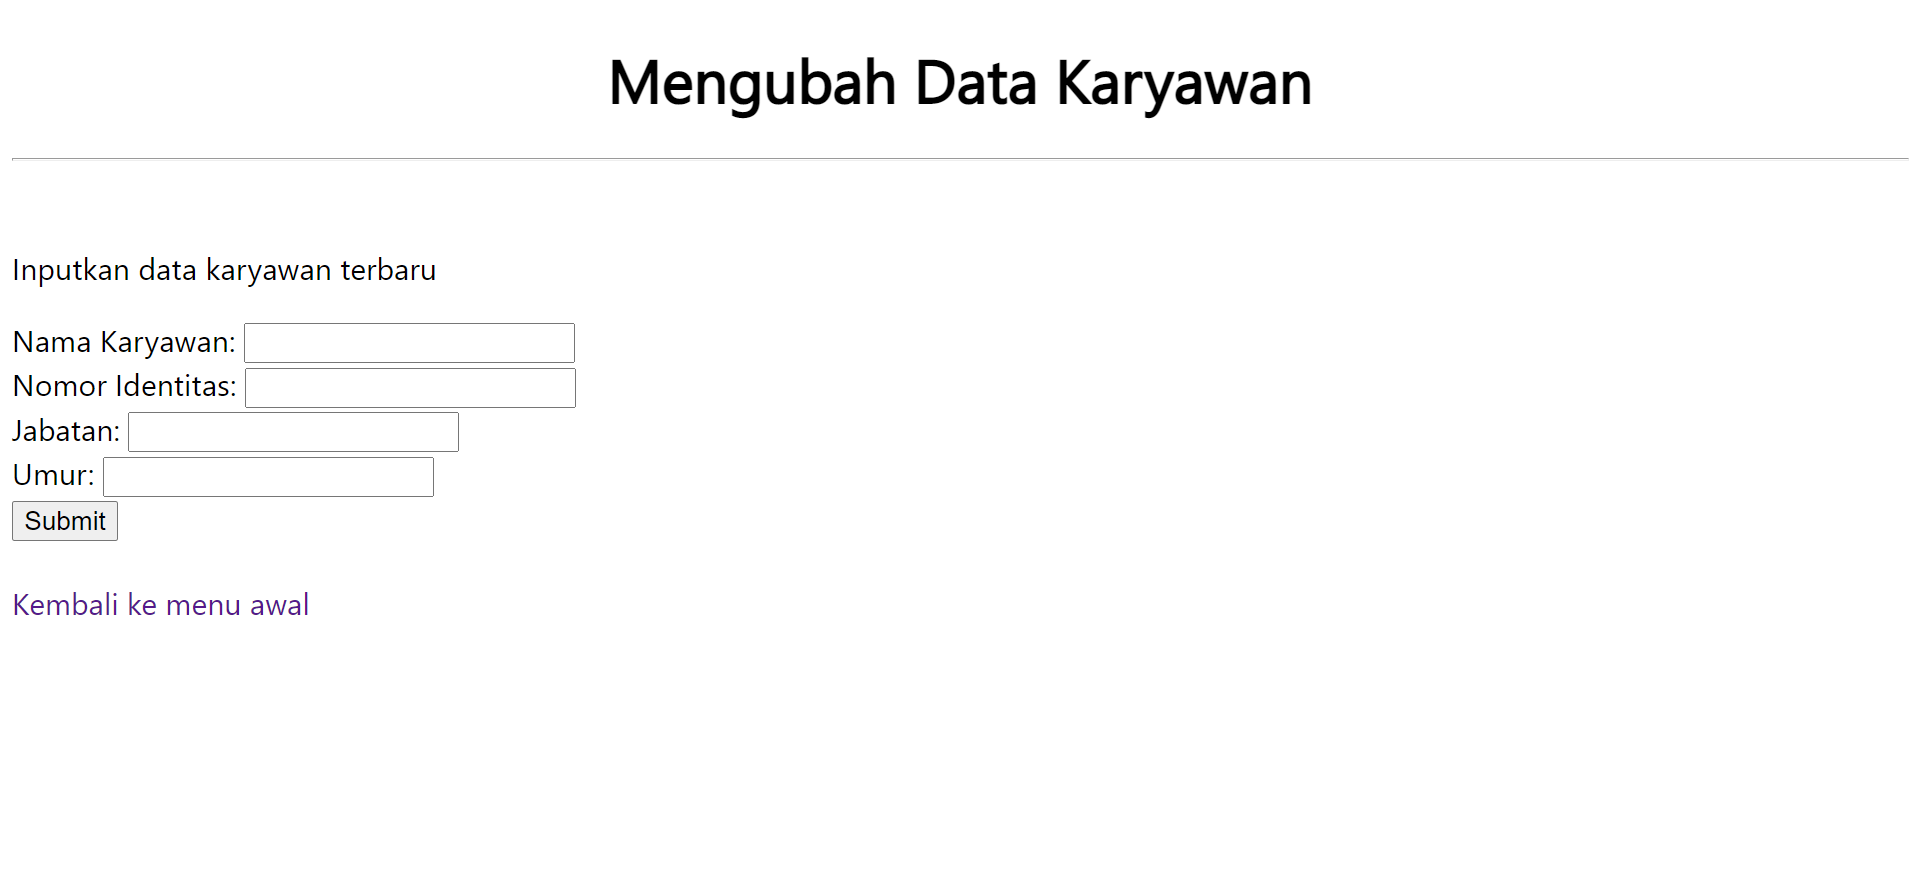 Mengubah Data Karyawan
Inputkan data karyawan terbaru
Nama Karyawan:
Nomor Identitas:
Jabatan:
Umur:
Submit
Kembali ke menu awal